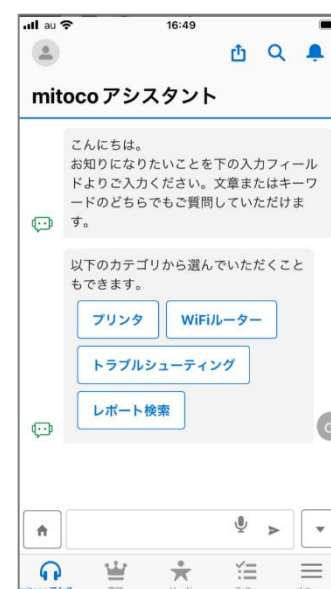 au 16:49
mitoco アシスタント
こんにちは。
お知りになりたいことを下の入力フィール
ドよりご入力ください。文章またはキーワ
ードのどちらでもご質問していただけま
す。
以下のカテゴリから選んでいただくこと
もできます。
プリンタ WiFiルーター
トラブルシューティング
レポート検索